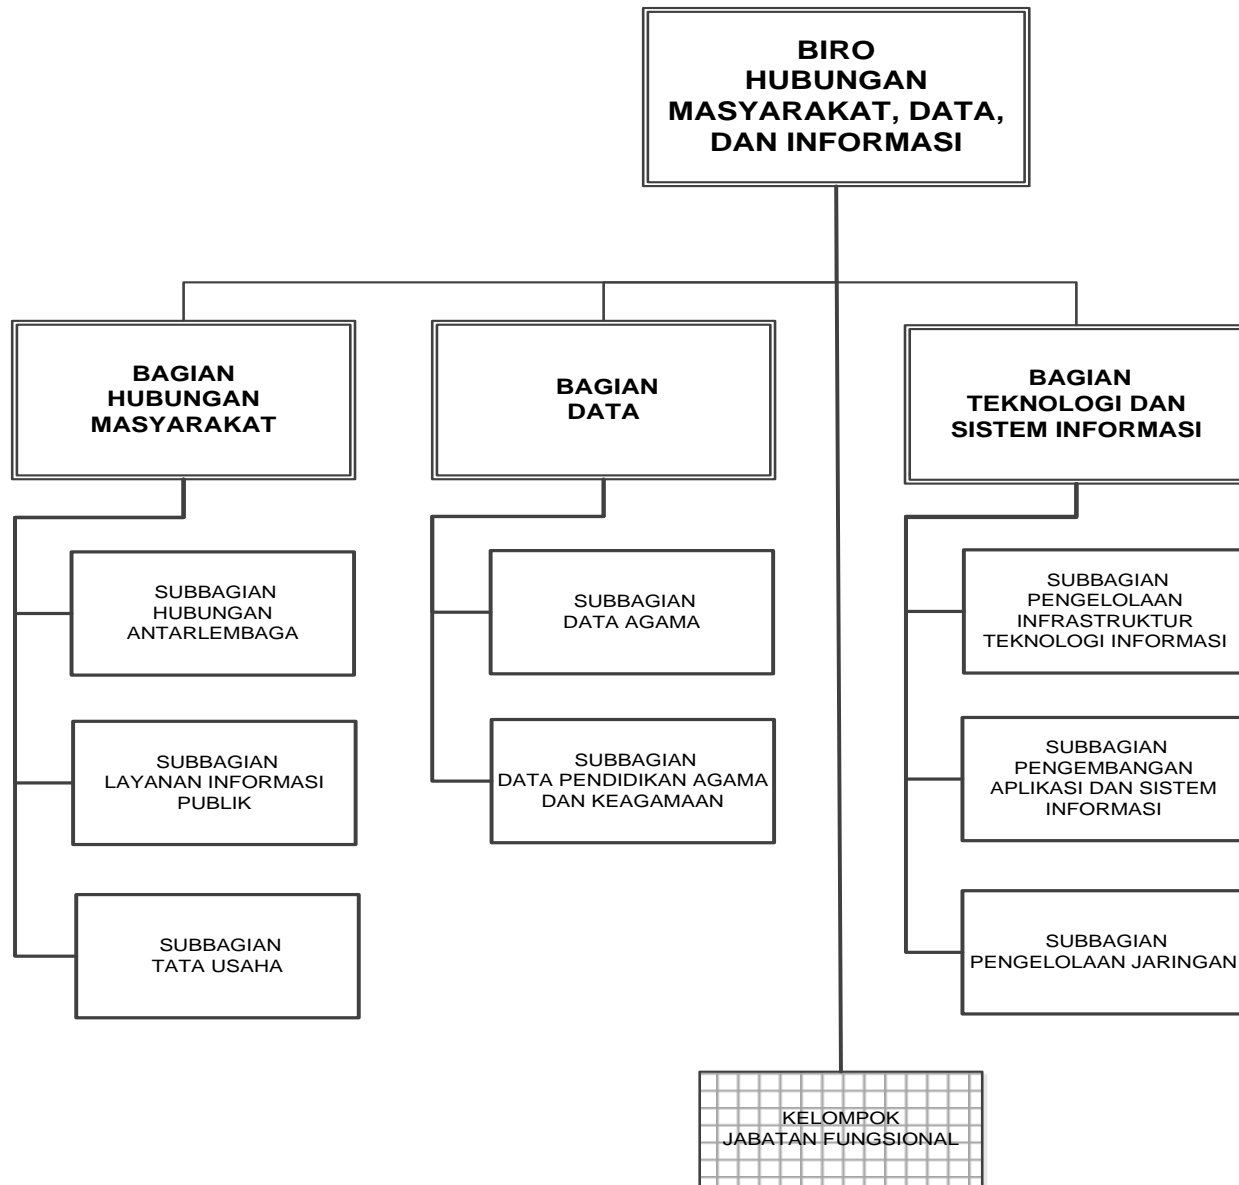 BIRO
HUBUNGAN
MASYARAKAT, DATA,
DAN INFORMASI
BAGIAN
HUBUNGAN
MASYARAKAT
BAGIAN
DATA
BAGIAN
TEKNOLOGI DAN
SISTEM INFORMASI
SUBBAGIAN
HUBUNGAN
ANTARLEMBAGA
SUBBAGIAN
DATA AGAMA
SUBBAGIAN
PENGELOLAAN
INFRASTRUKTUR
TEKNOLOGI INFORMASI
SUBBAGIAN
LAYANAN INFORMASI
PUBLIK
SUBBAGIAN
DATA PENDIDIKAN AGAMA
DAN KEAGAMAAN
SUBBAGIAN
PENGEMBANGAN
APLIKASI DAN SISTEM
INFORMASI
SUBBAGIAN
TATA USAHA
SUBBAGIAN
PENGELOLAAN JARINGAN
KELOMPOK
JABATAN FUNGSIONAL